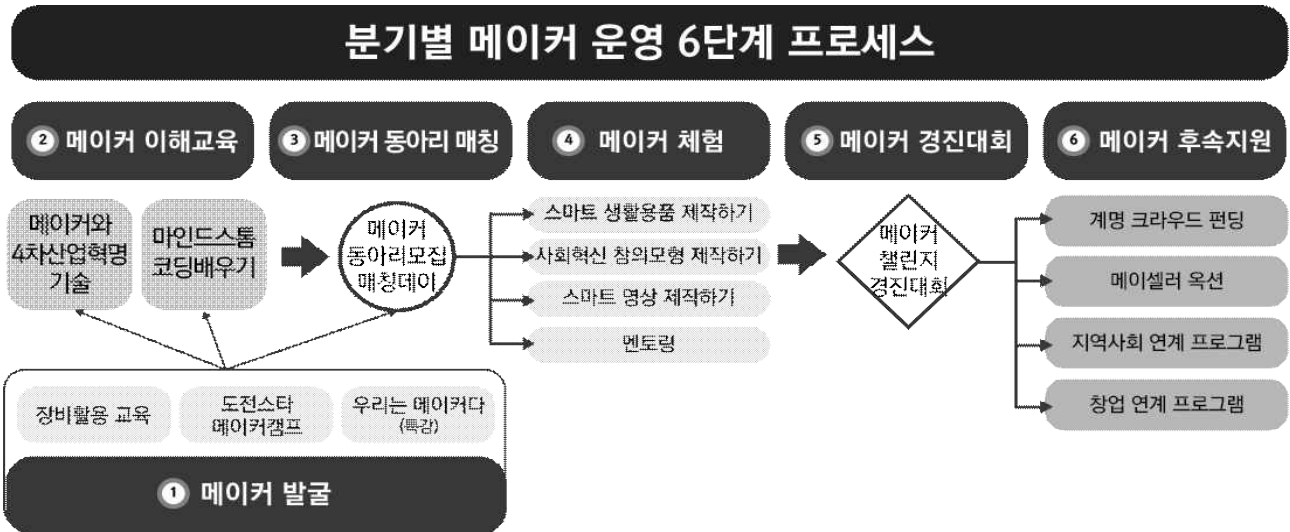 분기별 메이커 운영 6단계 프로세스
2 메이커 이해교육
3 메이커 동아리 매칭
4 메이커 체험
5 메이커 경진대회
6 메이커 후속지원
메이커와
4차산업혁명
기술
마인드스톰
코딩배우기
메이커
동아리모집
매칭데이
스마트 생활용품 제작하기
사회혁신 창의모형 제작하기
스마트 명상 제작하기
멘토링
메이커
챌린지
경진대회
계명 크라우드 펀딩
메이셀러 옥션
지역사회 연계 프로그램
창업 연계 프로그램
장비활용 교육
도전스타
메이커캠프
우리는 메이커다
(특강)
1 메이커 발굴